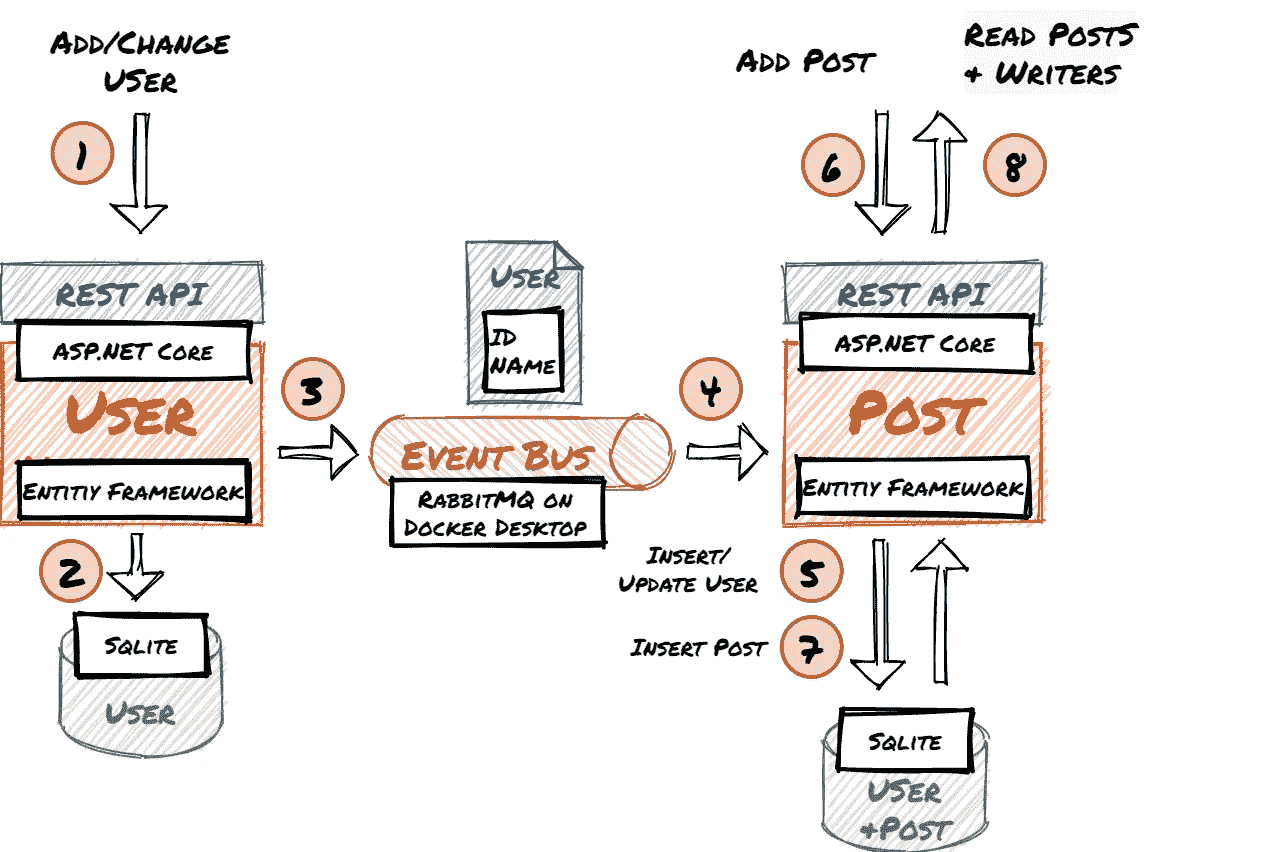 Add/Change
User
1
REST API
ASP.NET Core
User
Entitiy Framework
2
Sqlite
User
3
User
ID
Name
Event Bus
RabbitMQ on
Docker Desktop
4
Add Post
Read Posts
& Writers
6
8
REST API
ASP.NET Core
Post
Entitiy Framework
Insert/
Update User
5
Insert Post
7
Sqlite
User
+Post